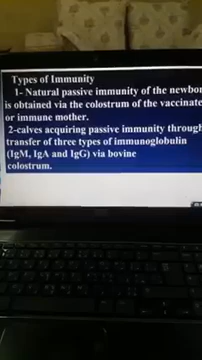 Types of Immunity
1- Natural passive immunity of the newbor
is obtained via the colostrum of the vaccinate
or immune mother.
2-calves acquiring passive immunity through
transfer of three types of immunoglobulin
(IgM, IgA and IgG) via bovine
colostrum.